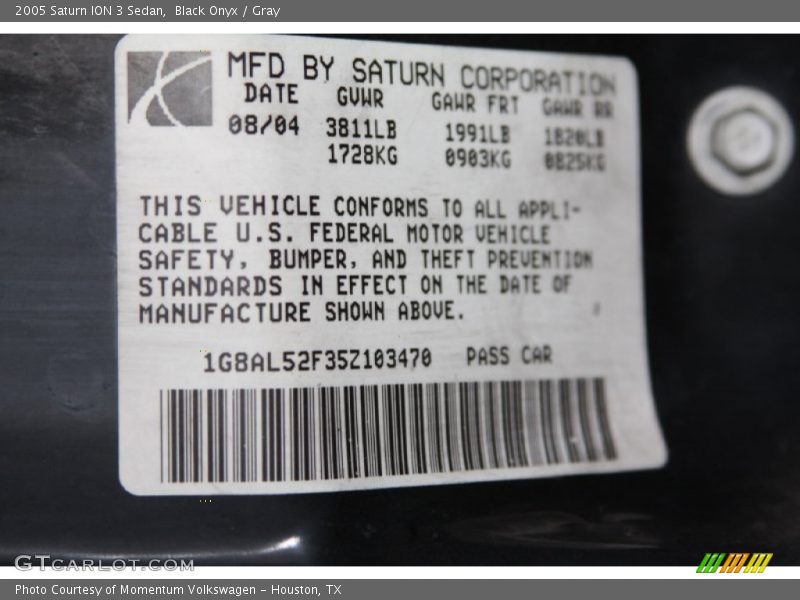 2005 Saturn ION 3 Sedan,  Black Onyx / Gray
MFD BY SATURN CORPORATION
DATE GVWR GAWR FRT GAWR RR
08/04 3811LB 1991LB 1820LB
1728KG 0903KG 0825KG
THIS VEHICLE CONFORMS TO ALL APPLI-
CABLE U.S. FEDERAL MOTOR VEHICLE
SAFETY, BUMPER, AND THEFT PREVENTION
STANDARDS IN EFFECT ON THE DATE OF
MANUFACTURE SHOWN ABOVE.
1G8AL52F35Z103470 PASS CAR
GTCARLOT.COM
Photo Courtesy of Momentum Volkswagen – Houston, TX